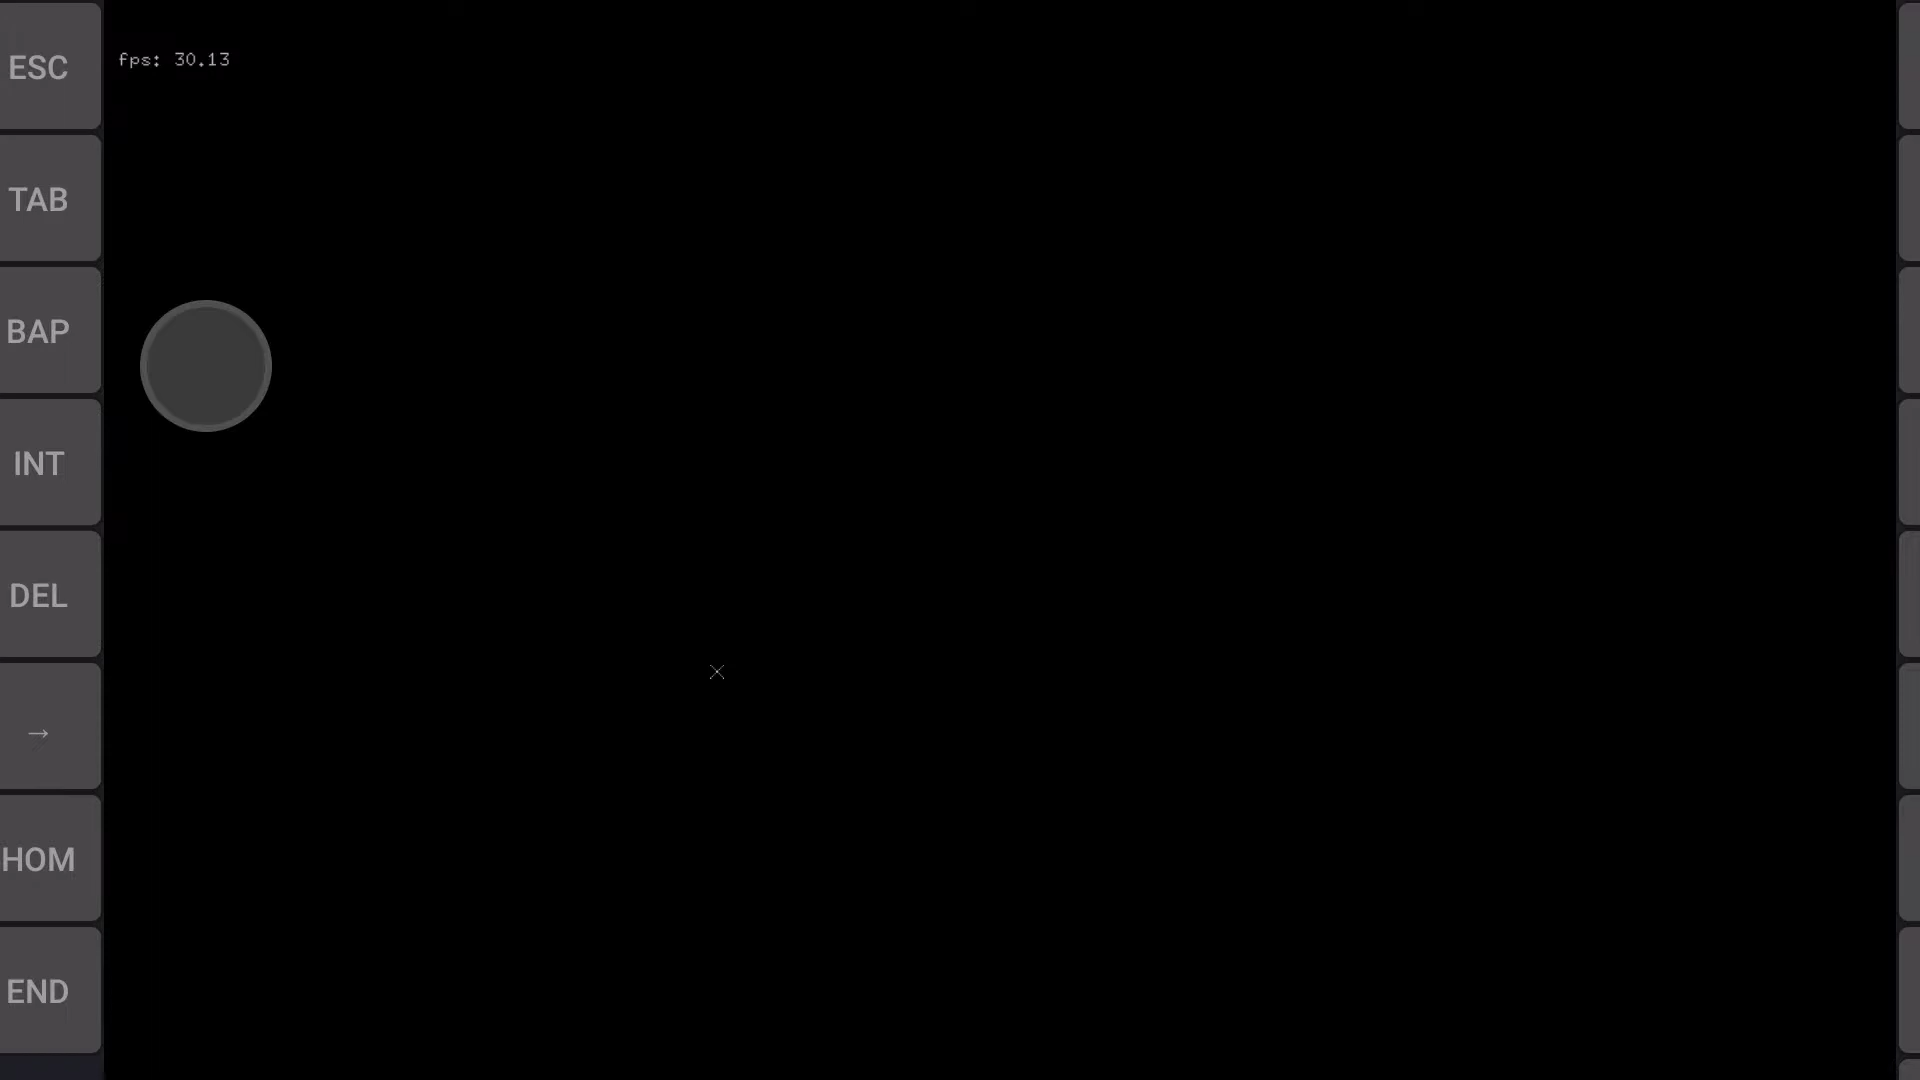 ESC
fps: 30.13
TAB
BAP
INT
DEL
→
HOM
END